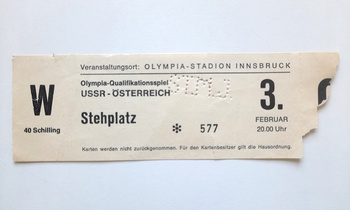 Veranstaltungsort: OLYMPIA-STADION INNSBRUCK
W
40 Schilling
Olympia-Qualifikationsspiel
USSR - ÖSTERREICH
Stehplatz
* 577
3.
FEBRUAR
20.00 Uhr
Karten werden nicht zurückgenommen. Für den Kartenbesitzer gilt die Hausordnung.